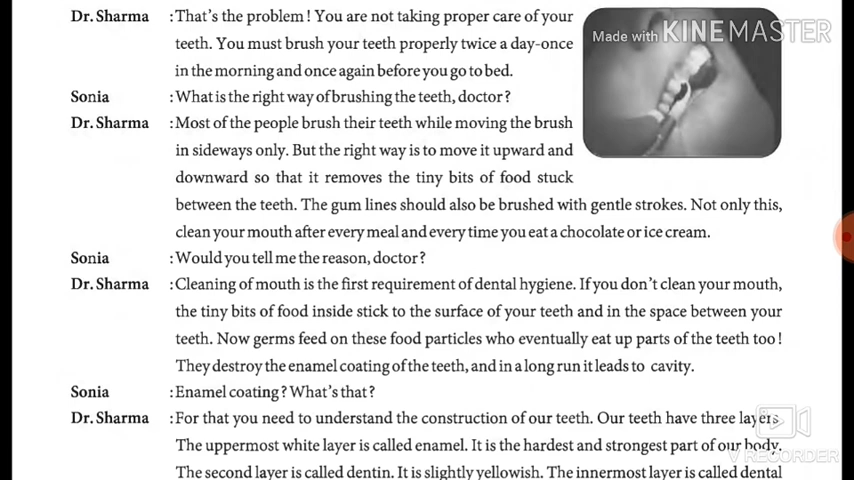 Dr. Sharma : That's the problem! You are not taking proper care of your
teeth. You must brush your teeth properly twice a day-once
in the morning and once again before you go to bed.
Made with KINEMASTER
Sonia : What is the right way of brushing the teeth, doctor?
Dr. Sharma : Most of the people brush their teeth while moving the brush
in sideways only. But the right way is to move it upward and
downward so that it removes the tiny bits of food stuck
between the teeth. The gum lines should also be brushed with gentle strokes. Not only this,
clean your mouth after every meal and every time you eat a chocolate or ice cream.
Sonia : Would you tell me the reason, doctor?
Dr. Sharma : Cleaning of mouth is the first requirement of dental hygiene. If you don't clean your mouth,
the tiny bits of food inside stick to the surface of your teeth and in the space between your
teeth. Now germs feed on these food particles who eventually eat up parts of the teeth too!
They destroy the enamel coating of the teeth, and in a long run it leads to cavity.
Sonia : Enamel coating? What's that?
Dr. Sharma : For that you need to understand the construction of our teeth. Our teeth have three layers.
The uppermost white layer is called enamel. It is the hardest and strongest part of our body.
V RECORDER
The second layer is called dentin. It is slightly yellowish. The innermost layer is called dental